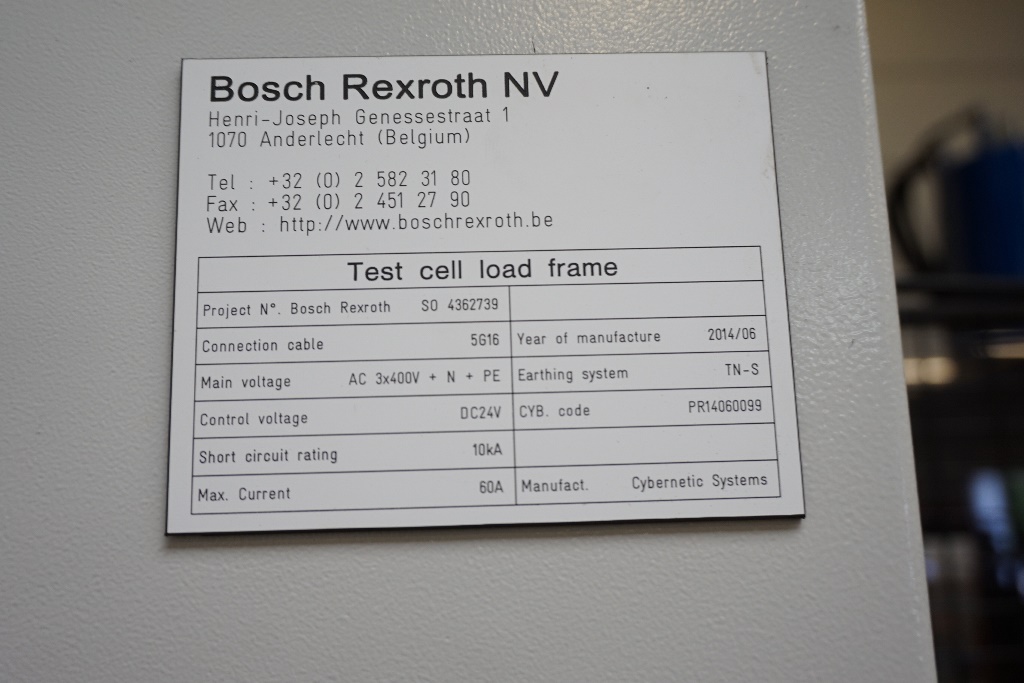 Bosch Rexroth NV
Henri-Joseph Genessestraat 1
1070 Anderlecht (Belgium)
Tel : +32 (0) 2 582 31 80
Fax : +32 (0) 2 451 27 90
Web : http://www.boschrexroth.be
Test cell load frame
Project N°. Bosch Rexroth SO 4362739
Connection cable 5G16 Year of manufacture 2014/06
Main voltage AC 3x400V + N + PE Earthing system TN-S
Control voltage DC24V CYB. code PR14060099
Short circuit rating 10kA
Max. Current 60A Manufact. Cybernetic Systems